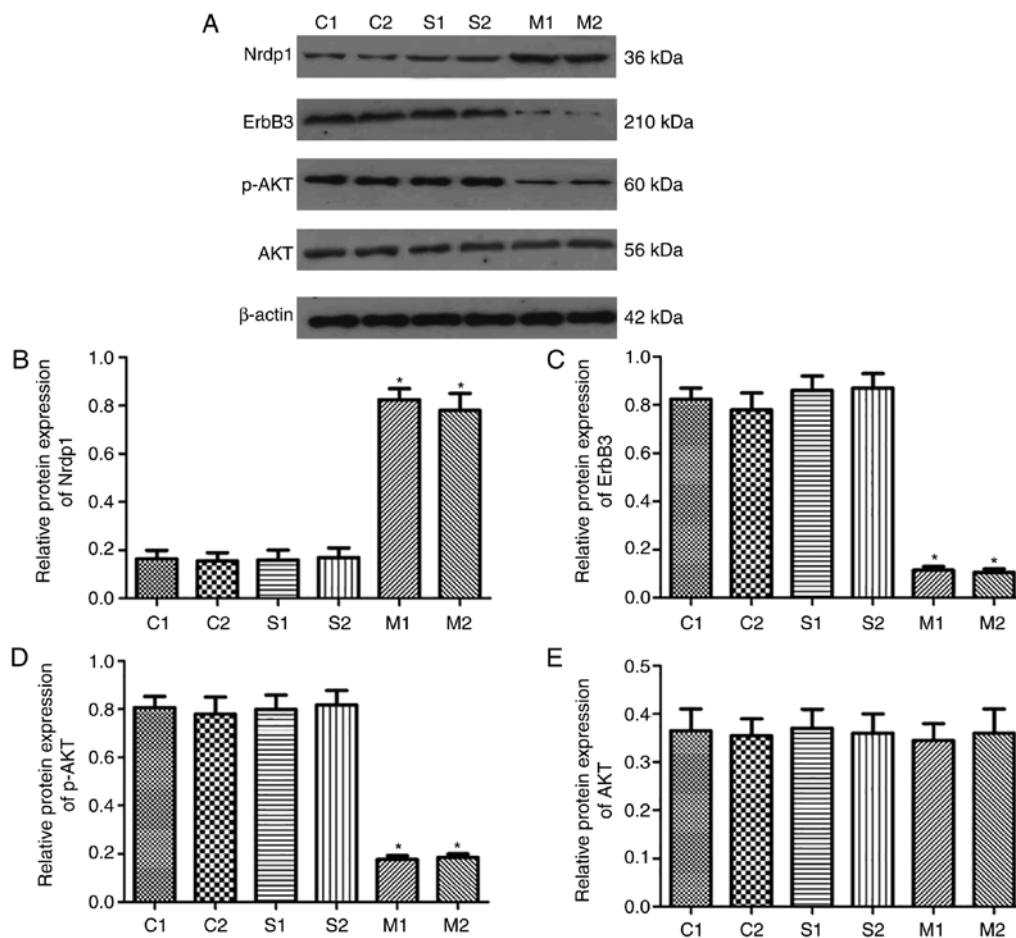 A
C1 C2 S1 S2 M1 M2
Nrdp1 36 kDa
ErbB3 210 kDa
p-AKT 60 kDa
AKT 56 kDa
β-actin 42 kDa
B
Relative protein expression
of Nrdp1
1.0
0.8
0.6
0.4
0.2
0.0
* *
C1 C2 S1 S2 M1 M2
C
Relative protein expression
of ErbB3
1.0
0.8
0.6
0.4
0.2
0.0
* *
C1 C2 S1 S2 M1 M2
D
Relative protein expression
of p-AKT
1.0
0.8
0.6
0.4
0.2
0.0
* *
C1 C2 S1 S2 M1 M2
E
Relative protein expression
of AKT
0.5
0.4
0.3
0.2
0.1
0.0
C1 C2 S1 S2 M1 M2